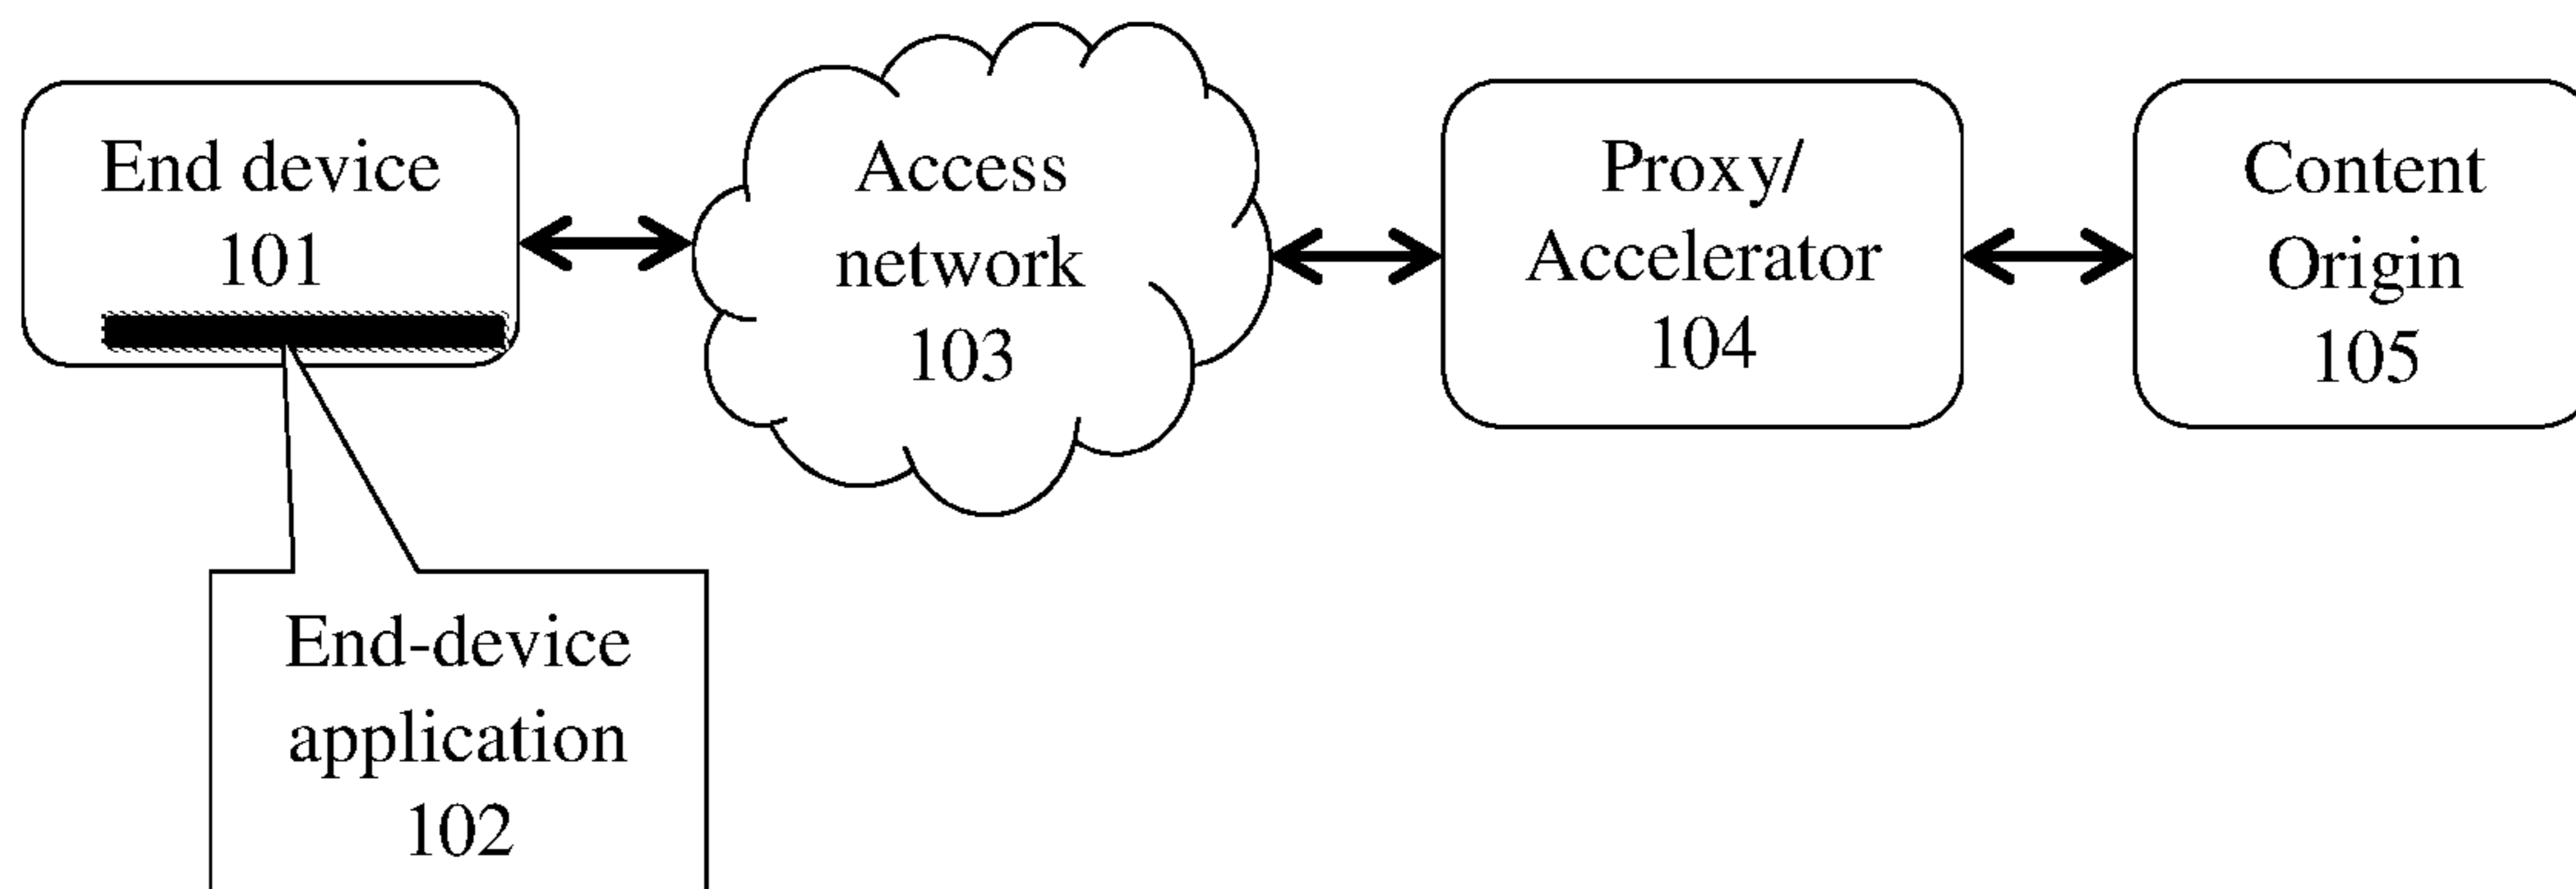 End device
101
Access
network
103
Proxy/
Accelerator
104
Content
Origin
105
End-device
application
102